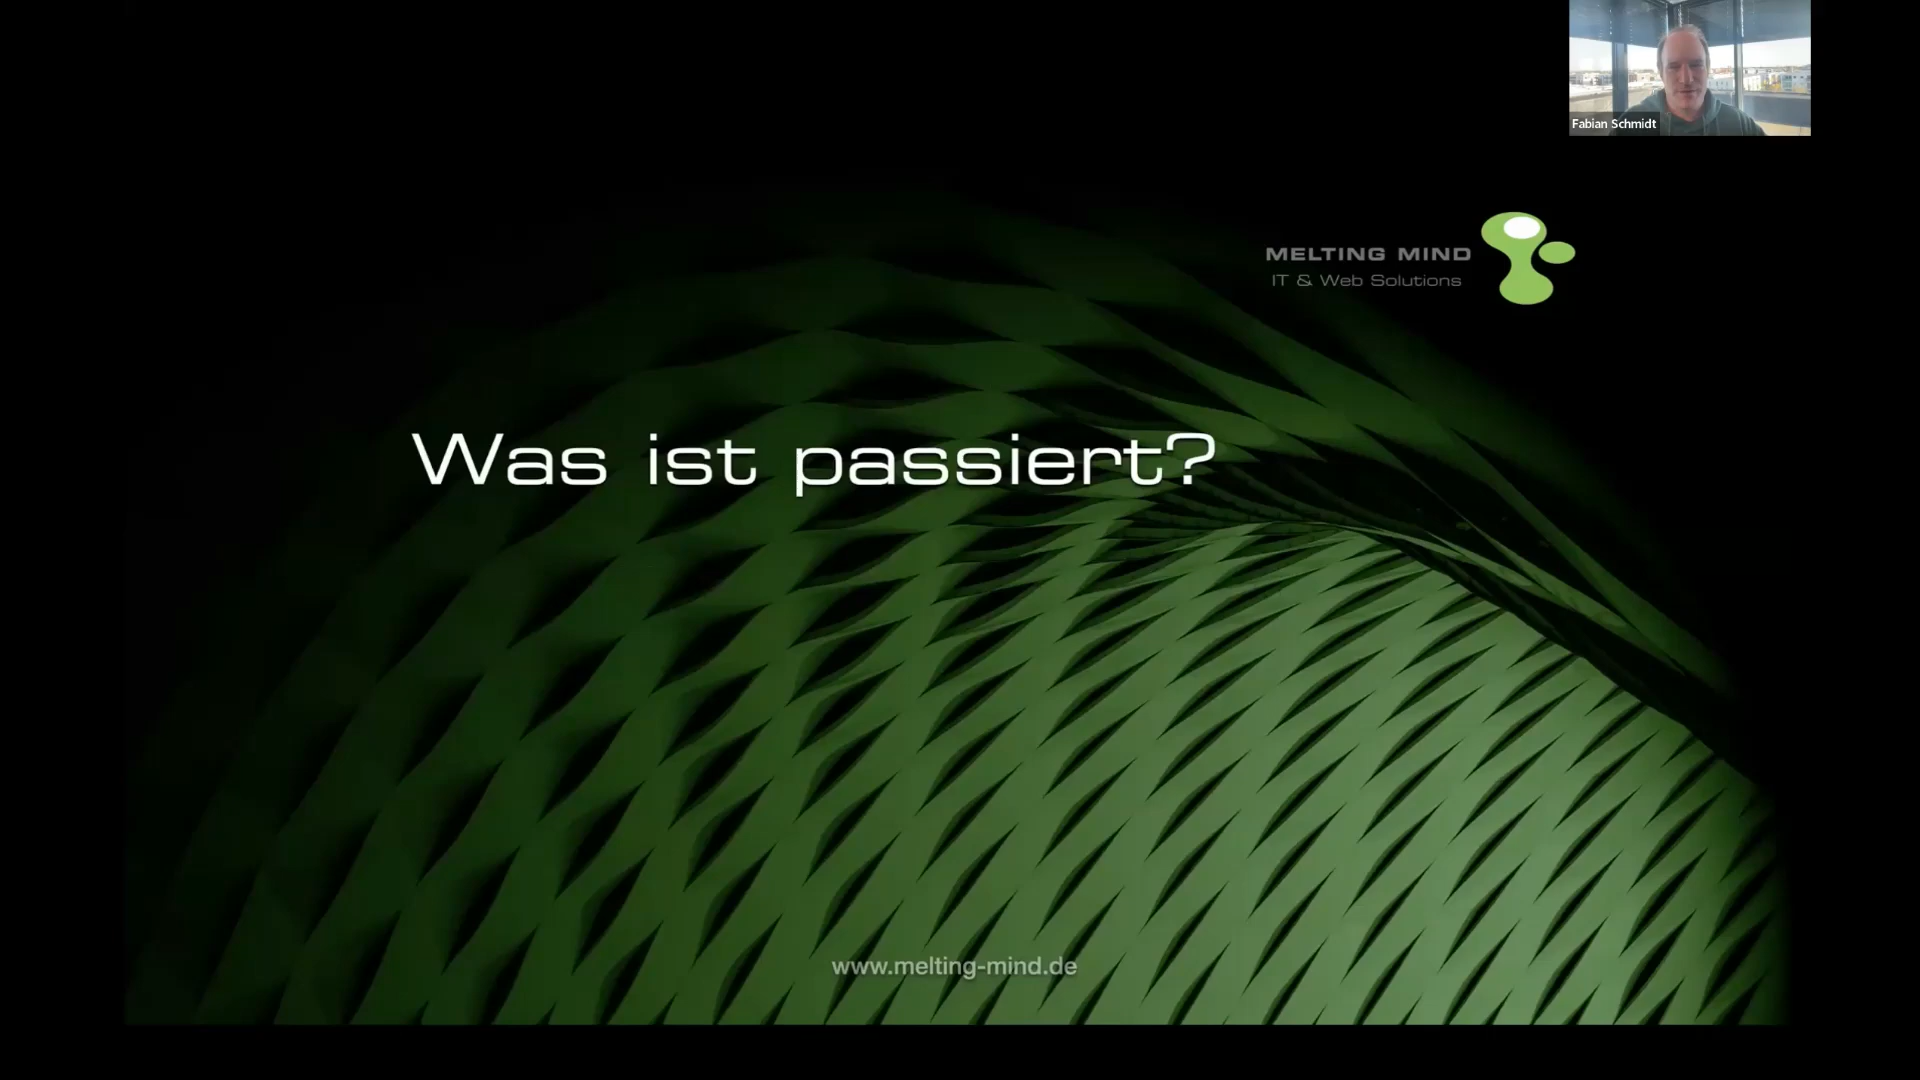 Fabian Schmidt
MELTING MIND
IT & Web Solutions
Was ist passiert?
www.melting-mind.de